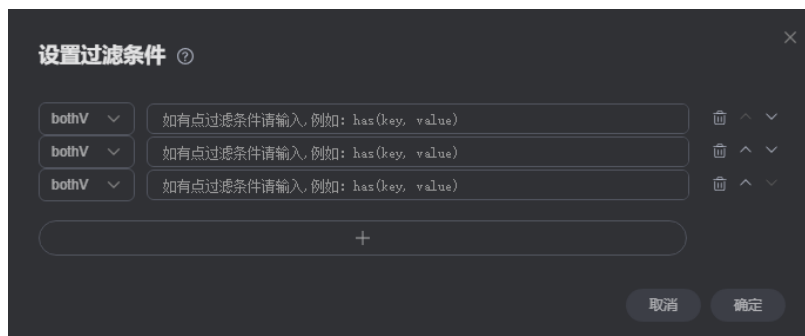 设置过滤条件
bothV 如有点过滤条件请输入,例如: has(key, value)
bothV 如有点过滤条件请输入,例如: has(key, value)
bothV 如有点过滤条件请输入,例如: has(key, value)
取消 确定